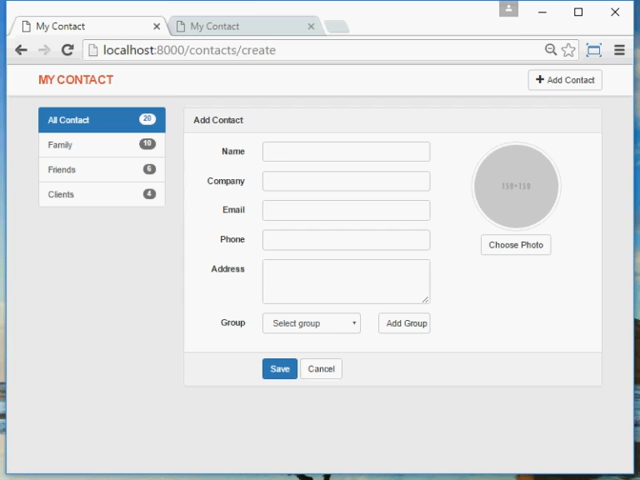 My Contact
My Contact
localhost:8000/contacts/create
MY CONTACT
Add Contact
All Contact 20
Family 10
Friends 6
Clients 4
Add Contact
Name
Company
Email
Phone
Address
Group Select group Add Group
150×150
Choose Photo
Save Cancel